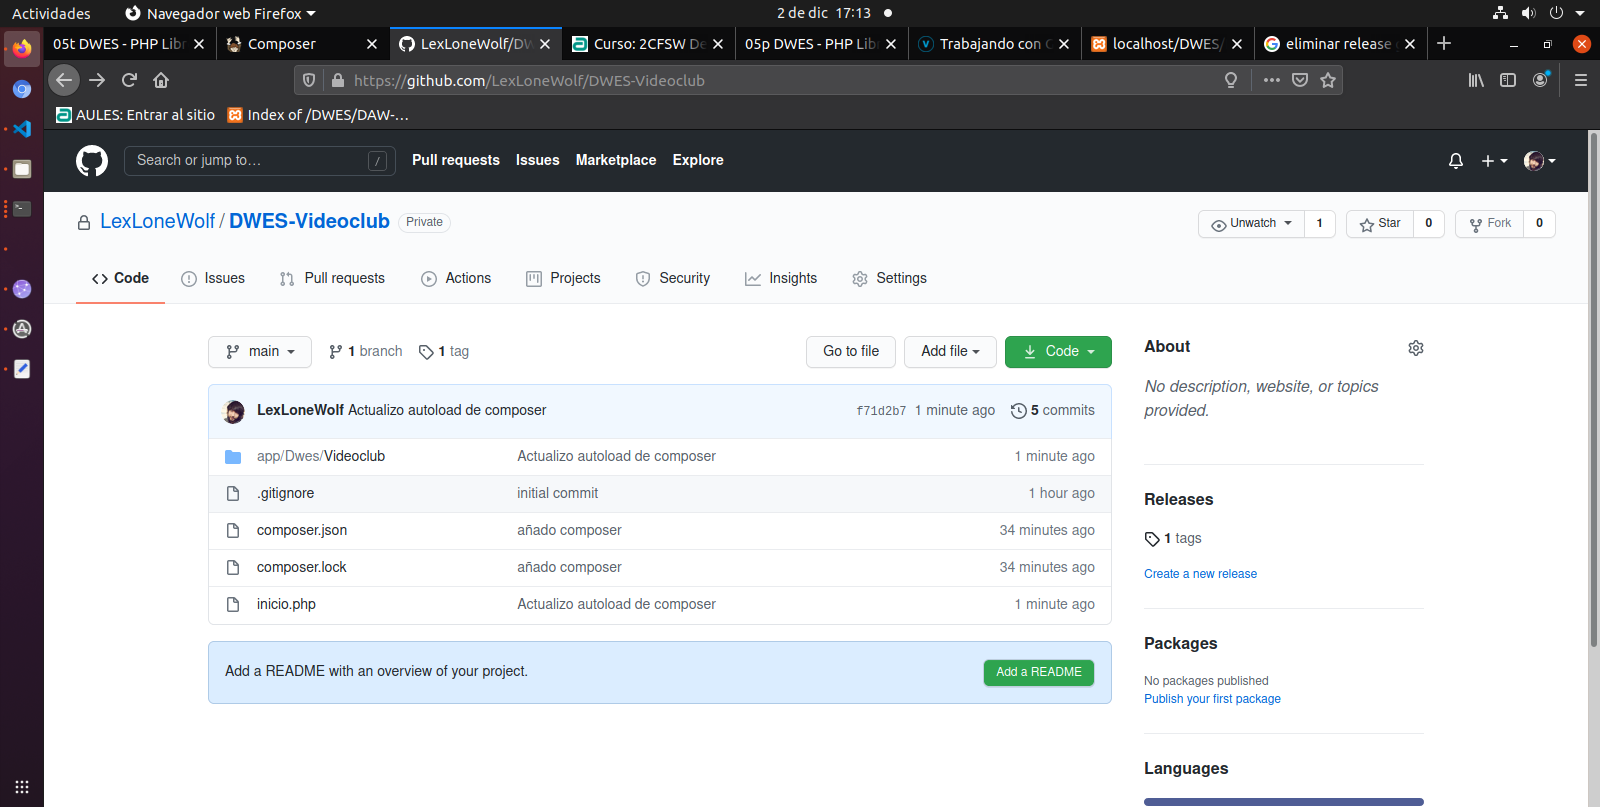 Actividades
Navegador web Firefox
2 de dic 17:13
05t DWES - PHP Libr
Composer
LexLoneWolf/DW
Curso: 2CFSW De
05p DWES - PHP Libr
Trabajando con C
localhost/DWES/
eliminar release
https://github.com/LexLoneWolf/DWES-Videoclub
AULES: Entrar al sitio
Index of /DWES/DAW-…
Search or jump to…
/
Pull requests
Issues
Marketplace
Explore
LexLoneWolf / DWES-Videoclub
Private
Unwatch
1
Star
0
Fork
0
Code
Issues
Pull requests
Actions
Projects
Security
Insights
Settings
main
1 branch
1 tag
Go to file
Add file
Code
LexLoneWolf Actualizo autoload de composer
f71d2b7 1 minute ago
5 commits
app/Dwes/Videoclub
Actualizo autoload de composer
1 minute ago
.gitignore
initial commit
1 hour ago
composer.json
añado composer
34 minutes ago
composer.lock
añado composer
34 minutes ago
inicio.php
Actualizo autoload de composer
1 minute ago
Add a README with an overview of your project.
Add a README
About
No description, website, or topics
provided.
Releases
1 tags
Create a new release
Packages
No packages published
Publish your first package
Languages